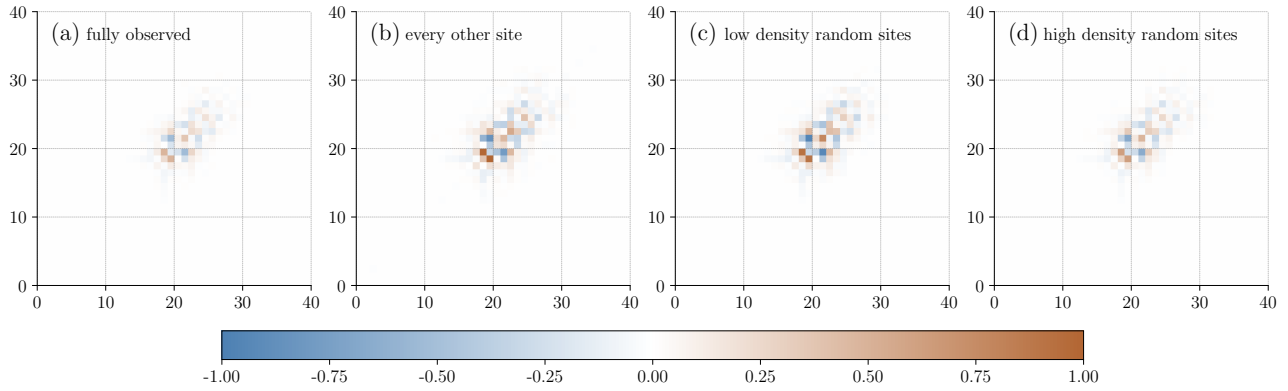 (a) fully observed
(b) every other site
(c) low density random sites
(d) high density random sites
40 40 40 40
30 30 30 30
20 20 20 20
10 10 10 10
0 0 0 0
0 10 20 30 40 0 10 20 30 40 0 10 20 30 40 0 10 20 30 40
-1.00 -0.75 -0.50 -0.25 0.00 0.25 0.50 0.75 1.00